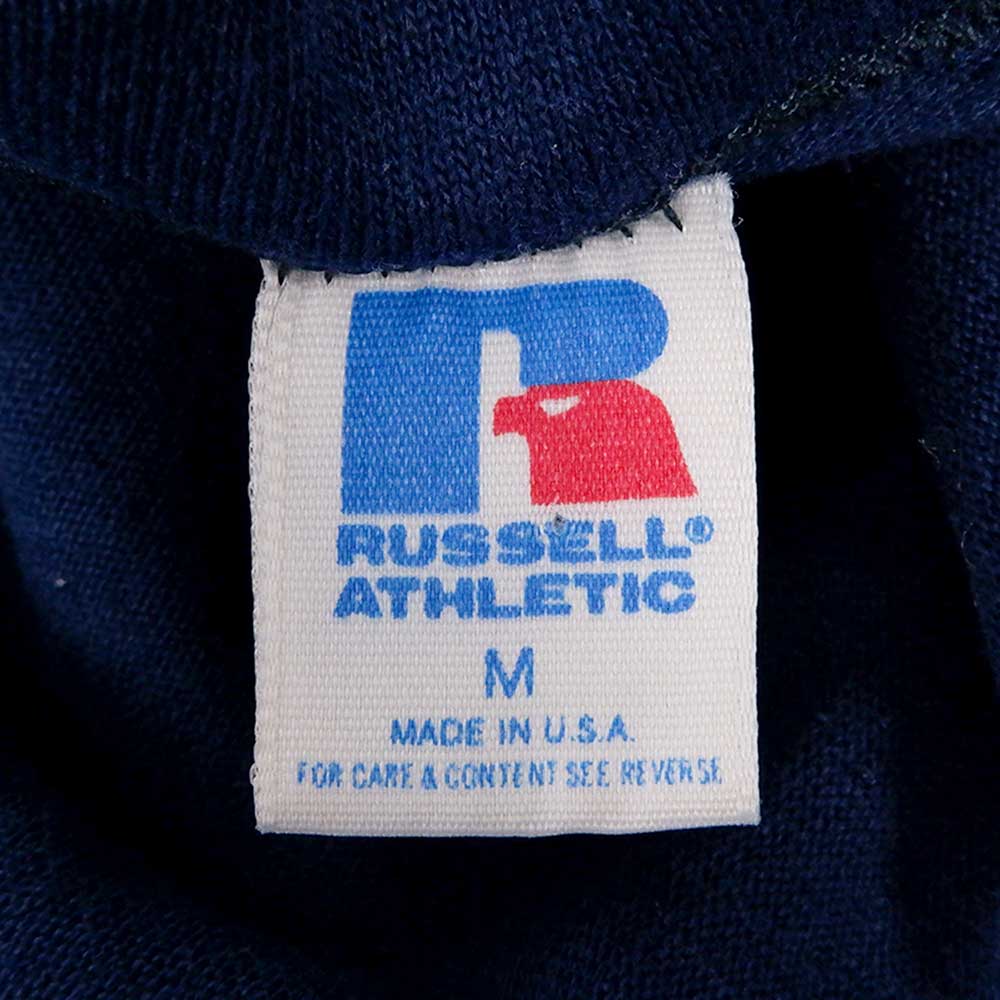 RUSSELL®
ATHLETIC
M
MADE IN U.S.A.
FOR CARE & CONTENT SEE REVERSE